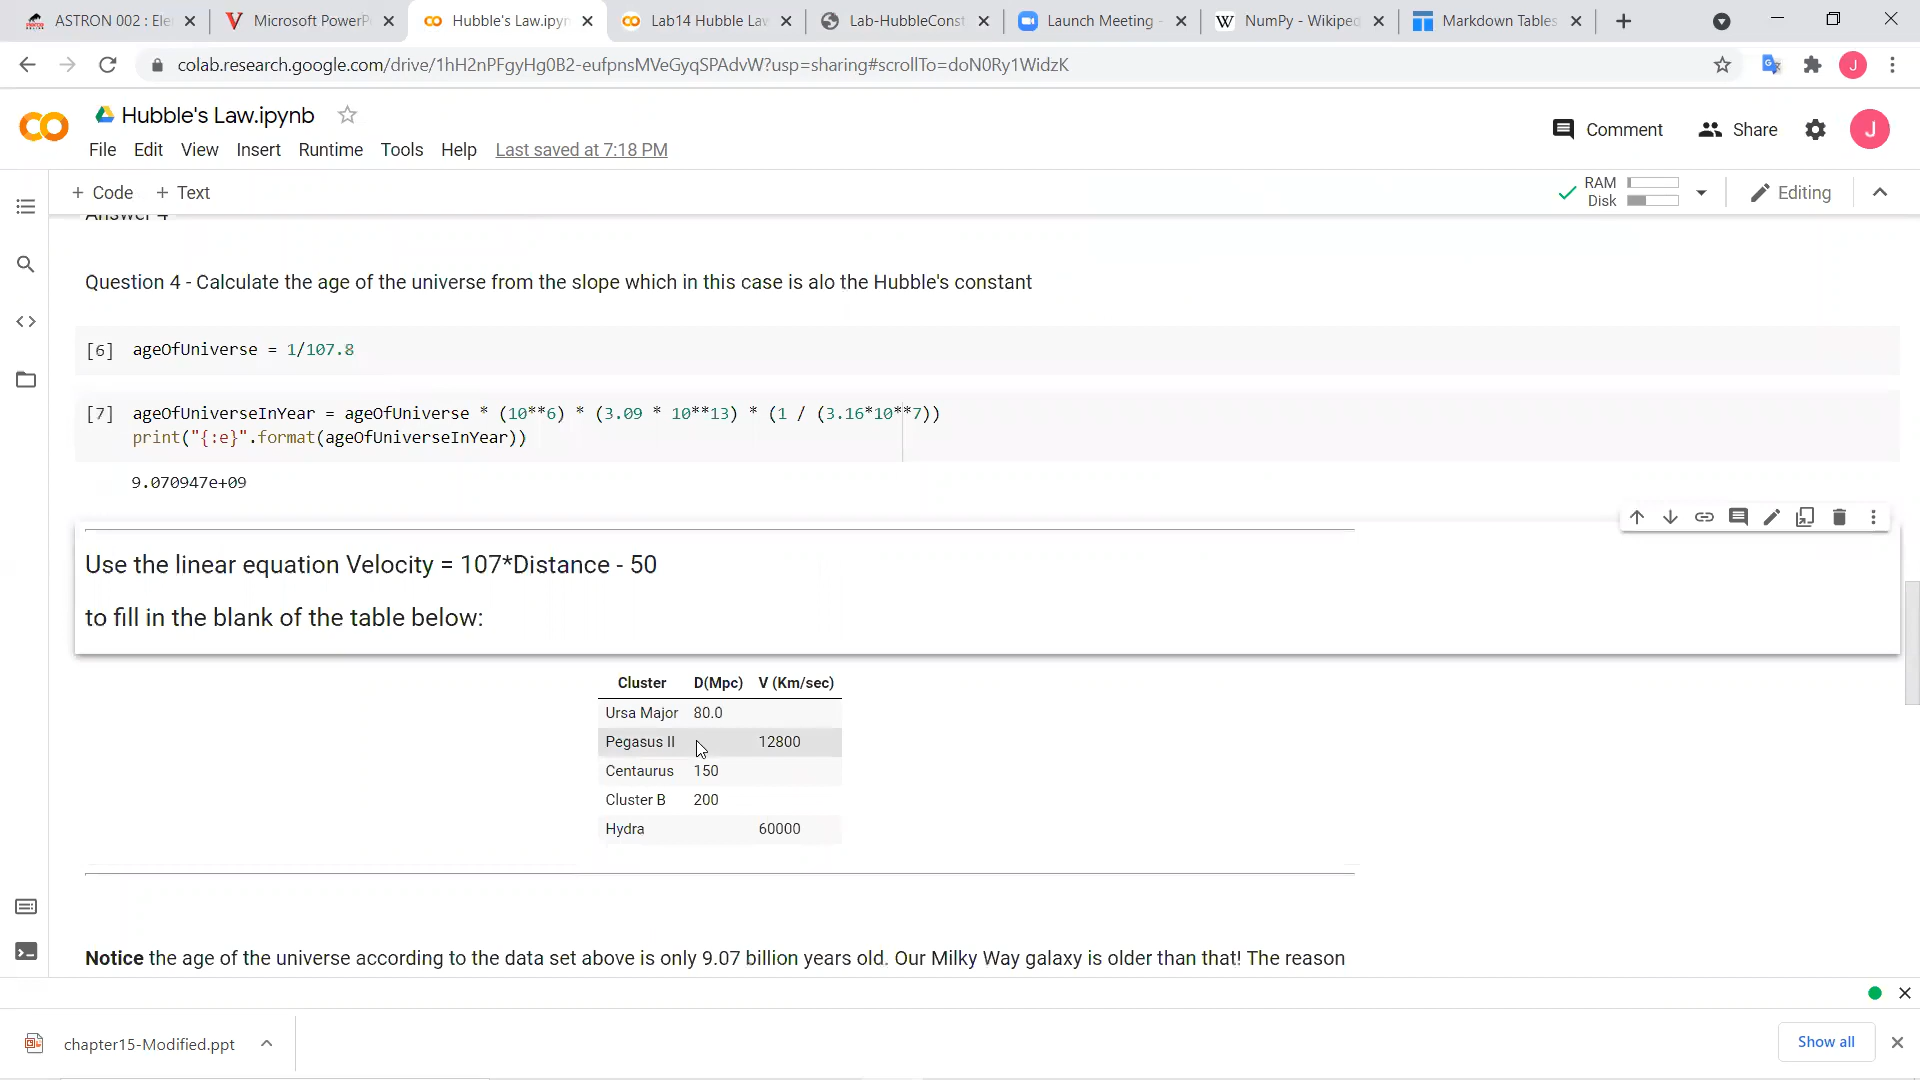 ASTRON 002 : Ele
Microsoft PowerP
Hubble's Law.ipyn
Lab14 Hubble Law
Lab-HubbleConst
Launch Meeting -
NumPy - Wikiped
Markdown Tables
colab.research.google.com/drive/1hH2nPFgyHg0B2-eufpnsMVeGyqSPAdvW?usp=sharing#scrollTo=doN0Ry1WidzK
J
Hubble's Law.ipynb
Comment
Share
J
File Edit View Insert Runtime Tools Help Last saved at 7:18 PM
+ Code + Text
RAM
Disk
Editing
Answer 4
Question 4 - Calculate the age of the universe from the slope which in this case is alo the Hubble's constant
[6] ageOfUniverse = 1/107.8
[7] ageOfUniverseInYear = ageOfUniverse * (10**6) * (3.09 * 10**13) * (1 / (3.16*10**7))
print("{:e}".format(ageOfUniverseInYear))
9.070947e+09
Use the linear equation Velocity = 107*Distance - 50
to fill in the blank of the table below:
Cluster D(Mpc) V (Km/sec)
Ursa Major 80.0
Pegasus II 12800
Centaurus 150
Cluster B 200
Hydra 60000
Notice the age of the universe according to the data set above is only 9.07 billion years old. Our Milky Way galaxy is older than that! The reason
chapter15-Modified.ppt
Show all